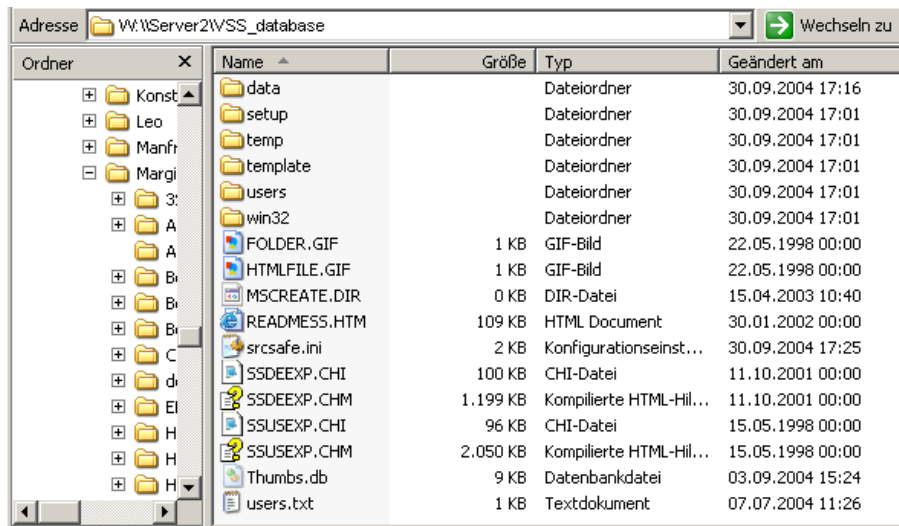 Adresse W:\\Server2\VSS_database Wechseln zu
Ordner
Konst
Leo
Manfr
Margi
A
A
B
C
H
H
H
Name Größe Typ Geändert am
data Dateiordner 30.09.2004 17:16
setup Dateiordner 30.09.2004 17:01
temp Dateiordner 30.09.2004 17:01
template Dateiordner 30.09.2004 17:01
users Dateiordner 30.09.2004 17:01
win32 Dateiordner 30.09.2004 17:01
FOLDER.GIF 1 KB GIF-Bild 22.05.1998 00:00
HTMLFILE.GIF 1 KB GIF-Bild 22.05.1998 00:00
MSCREATE.DIR 0 KB DIR-Datei 15.04.2003 10:40
READMESS.HTM 109 KB HTML Document 30.01.2002 00:00
srcsafe.ini 2 KB Konfigurationseinst...  30.09.2004 17:25
SSDEEXP.CHI 100 KB CHI-Datei 11.10.2001 00:00
SSDEEXP.CHM 1.199 KB Kompilierte HTML-Hil... 11.10.2001 00:00
SSUSEXP.CHI 96 KB CHI-Datei 15.05.1998 00:00
SSUSEXP.CHM 2.050 KB Kompilierte HTML-Hil... 15.05.1998 00:00
Thumbs.db 9 KB Datenbankdatei 03.09.2004 15:24
users.txt 1 KB Textdokument 07.07.2004 11:26